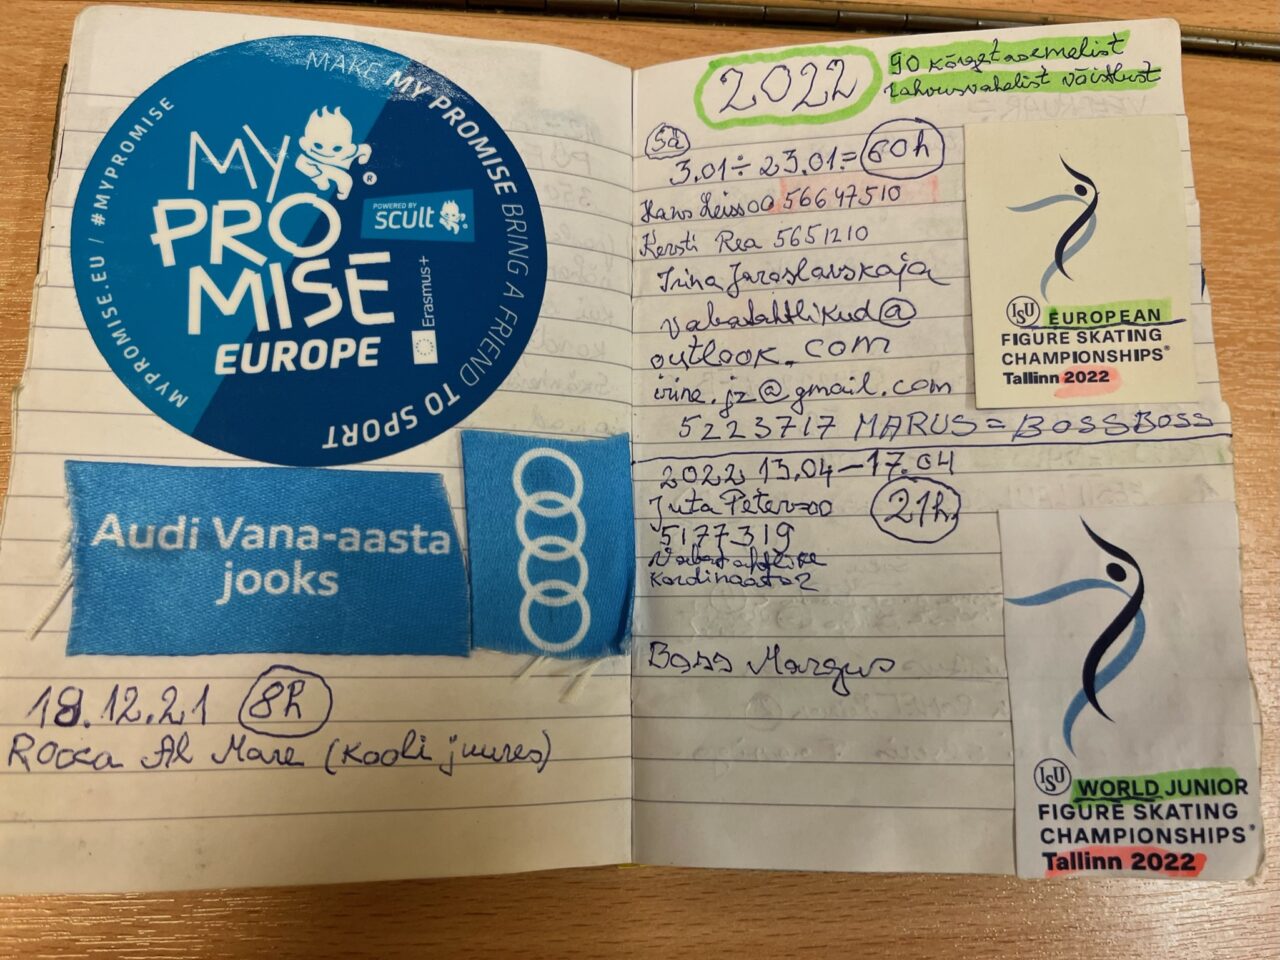 MAKE MY PROMISE BRING A FRIEND TO SPORT
MYPROMISE.EU / #MYPROMISE
MY
PRO
MISE
EUROPE
®
POWERED BY
scult
Erasmus+
Audi Vana-aasta
jooks
18.12.21 8h
Rocca Al Mare (kooli juures)
2022
90 kõrgetasemelist
rahvusvahelist võistlust
3.01÷23.01= 60h
56647510
Kersti Rea 5651210
Irina Jaroslavskaja
vabatahtlikud@
outlook.com
irina.jz@gmail.com
5223717 MARUS = BOSSBOSS
2022 13.04–17.04
Juta Petersoo 21h
5177319
Vabatahtlike
Boss Margus
ISU EUROPEAN
FIGURE SKATING
CHAMPIONSHIPS®
Tallinn 2022
ISU WORLD JUNIOR
FIGURE SKATING
CHAMPIONSHIPS®
Tallinn 2022